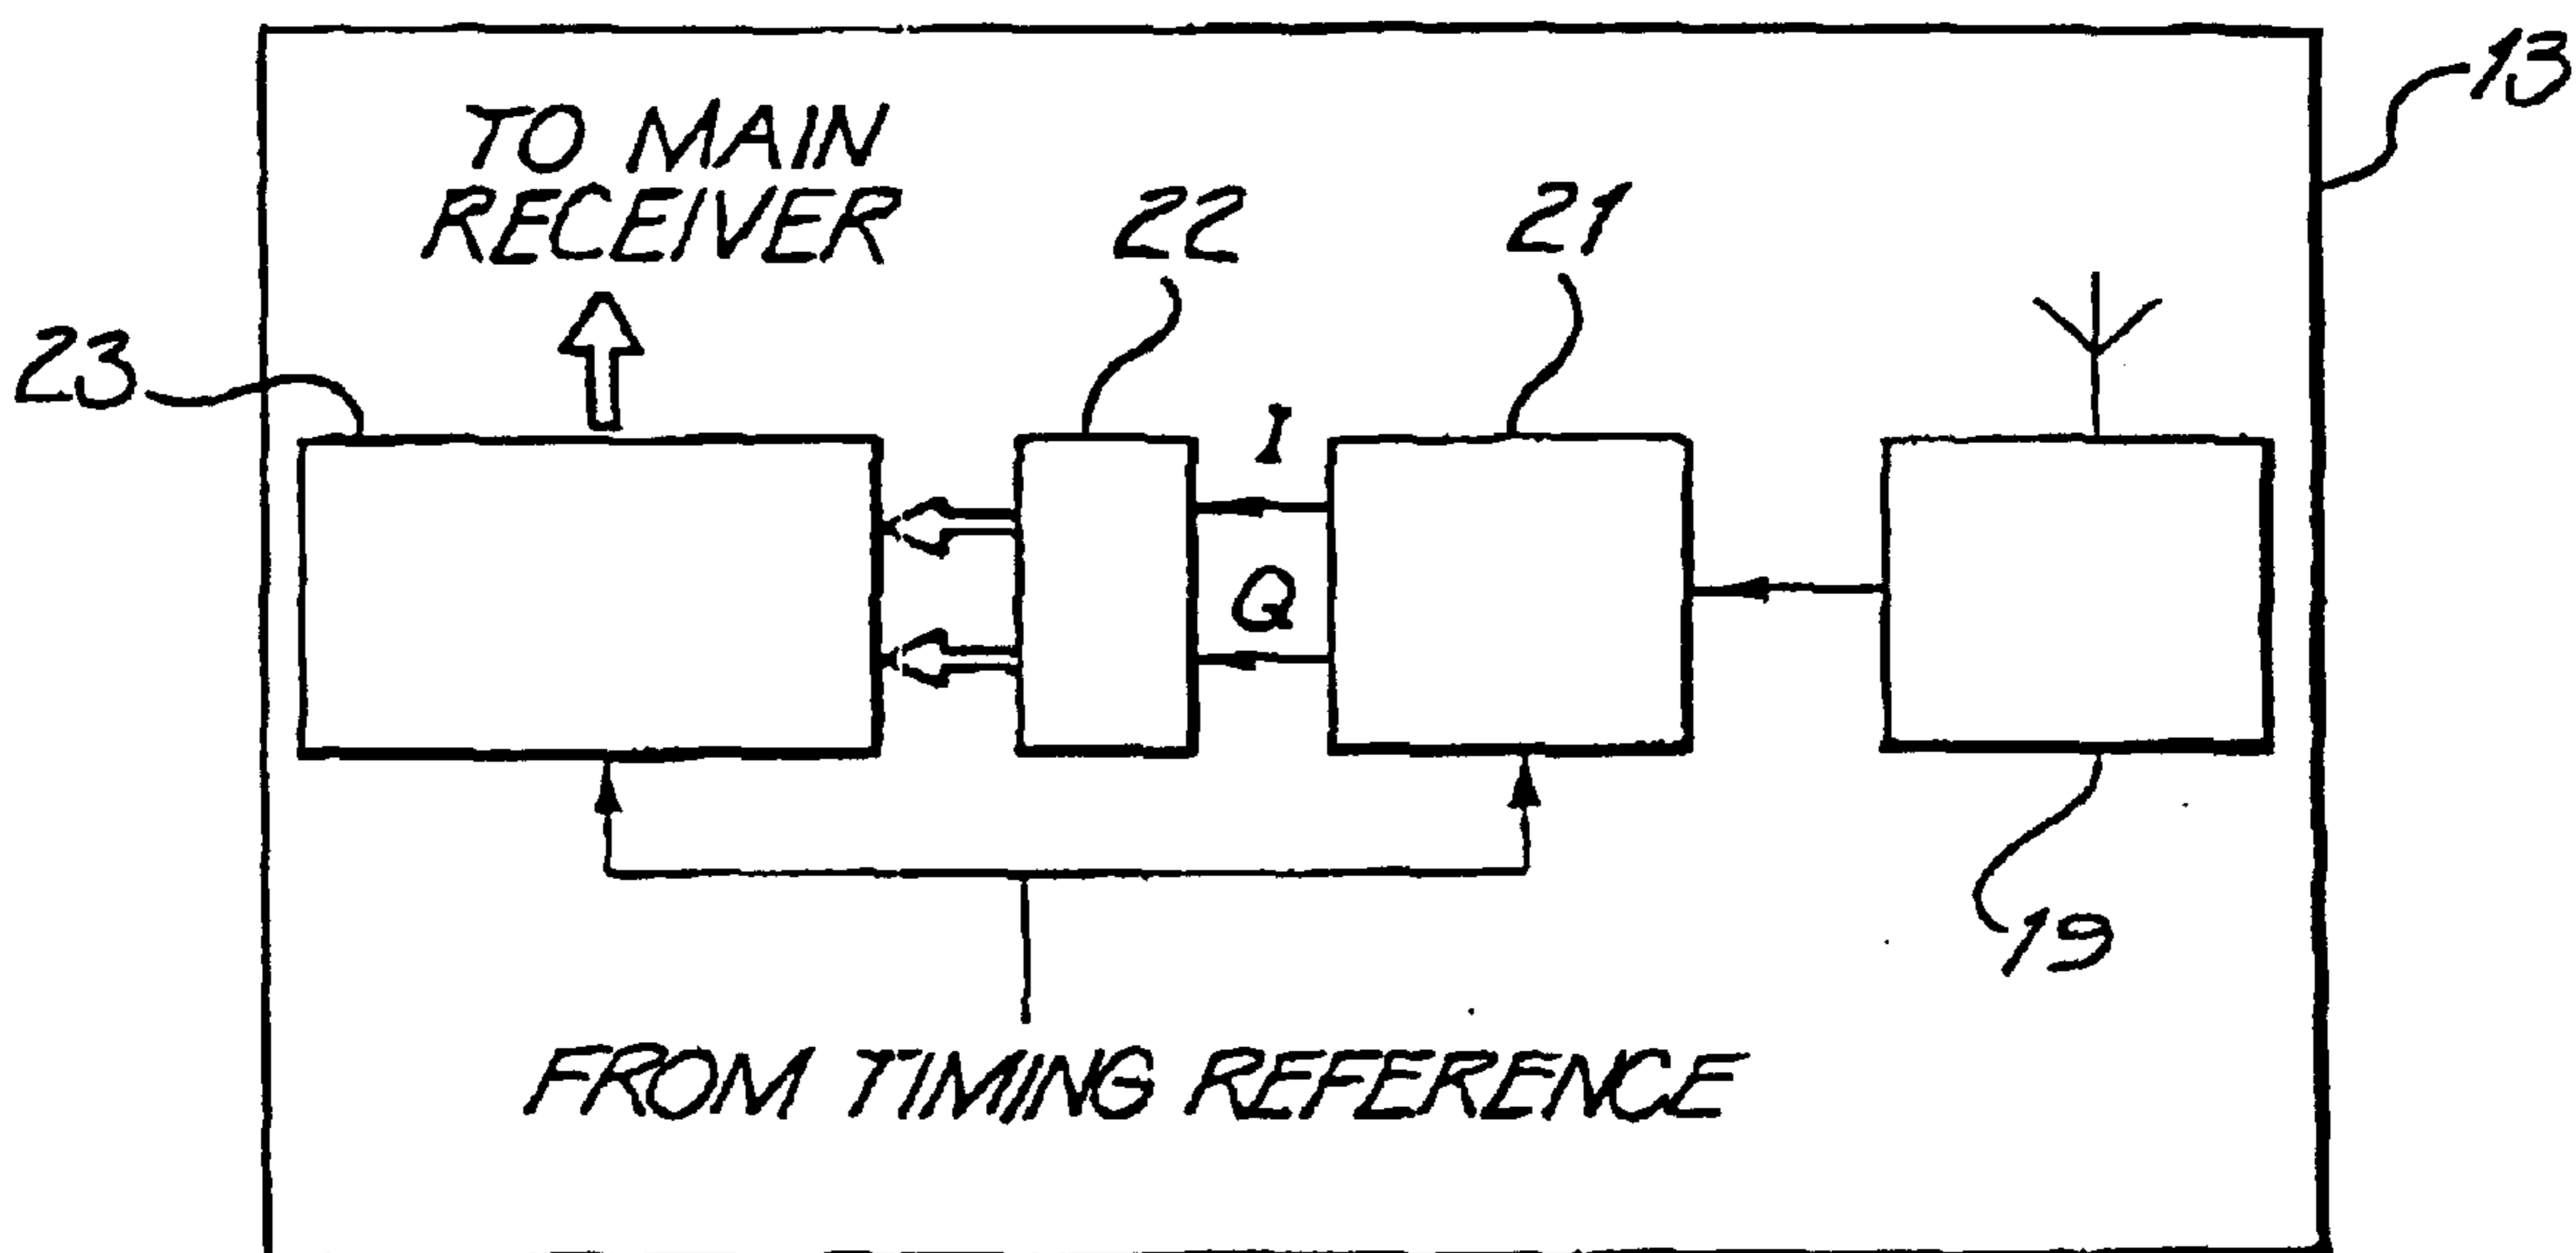 13
TO MAIN
RECEIVER
22
21
23
I
Q
19
FROM TIMING REFERENCE